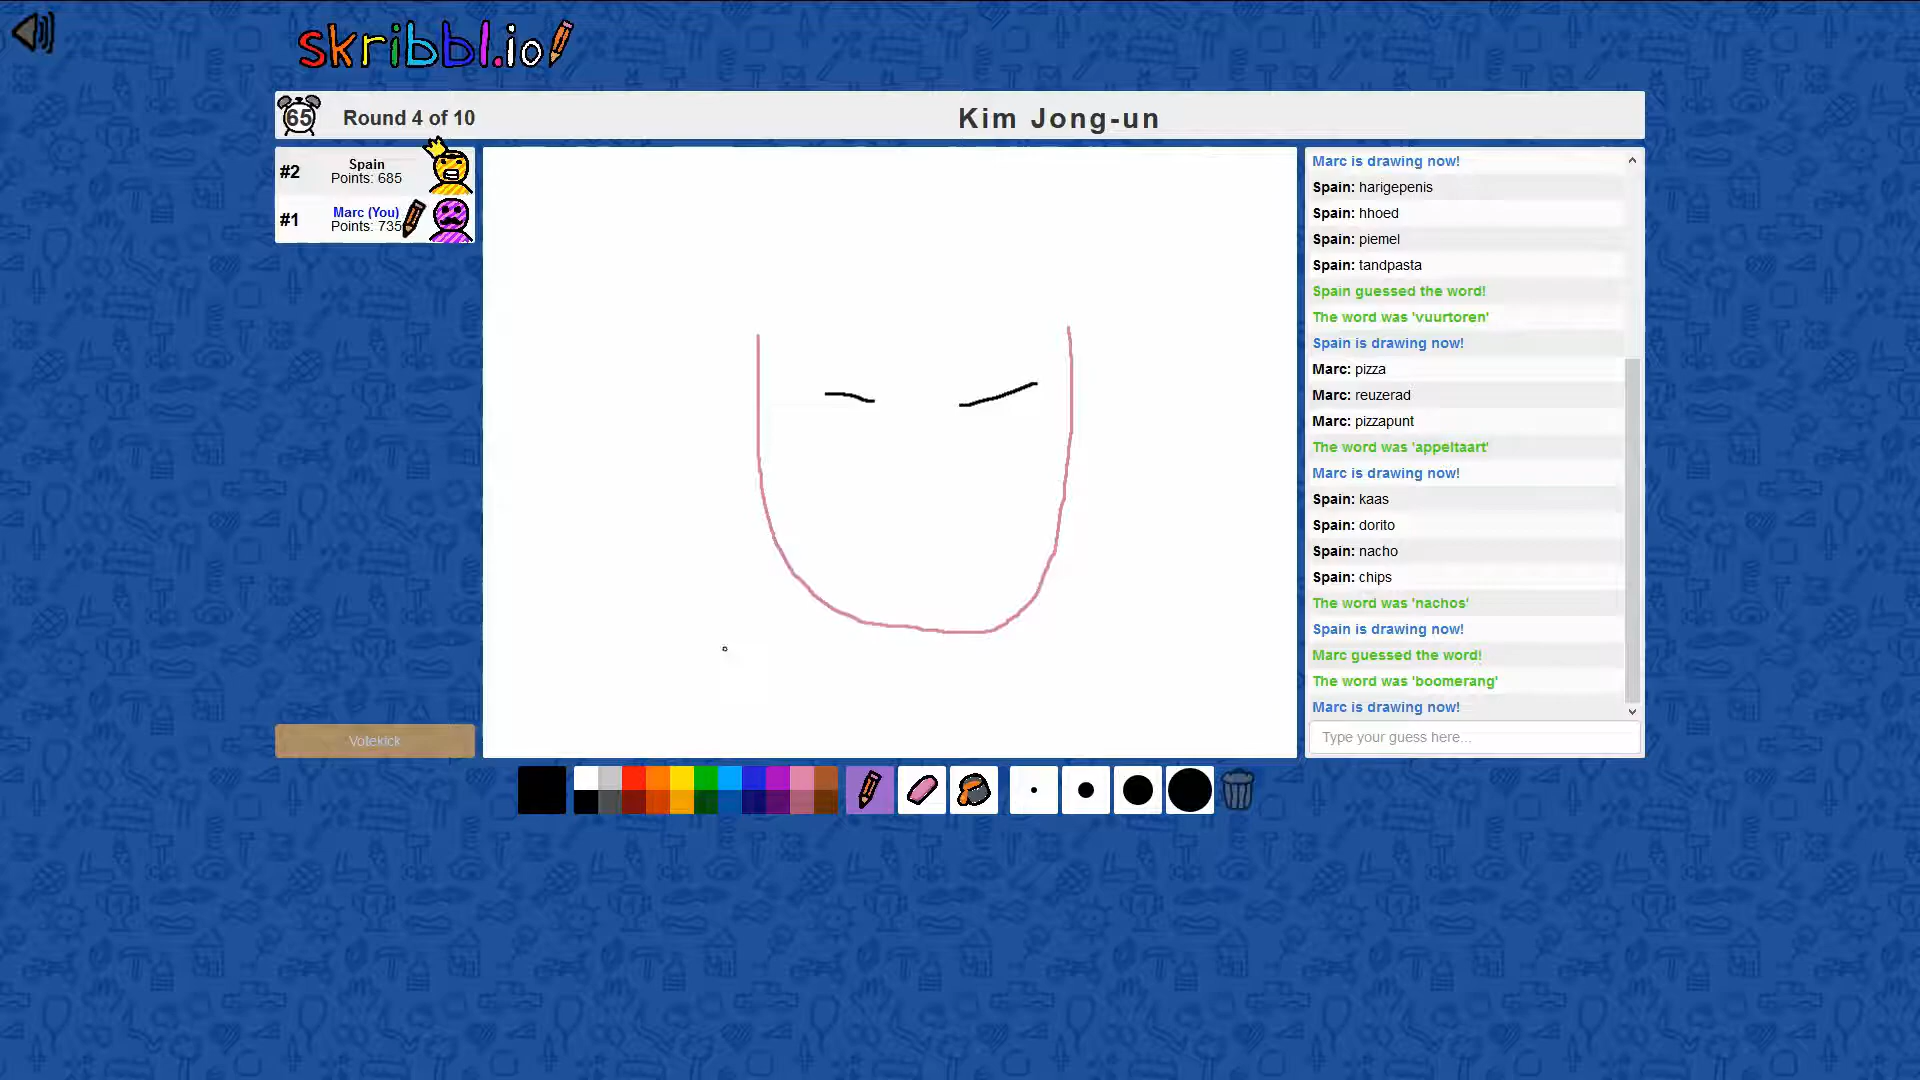 skribbl.io
65
Round 4 of 10
Kim Jong-un
#2
Spain
Points: 685
#1
Marc (You)
Points: 735
Votekick
Marc is drawing now!
Spain: harigepenis
Spain: hhoed
Spain: piemel
Spain: tandpasta
Spain guessed the word!
The word was 'vuurtoren'
Spain is drawing now!
Marc: pizza
Marc: reuzerad
Marc: pizzapunt
The word was 'appeltaart'
Marc is drawing now!
Spain: kaas
Spain: dorito
Spain: nacho
Spain: chips
The word was 'nachos'
Spain is drawing now!
Marc guessed the word!
The word was 'boomerang'
Marc is drawing now!
Type your guess here...